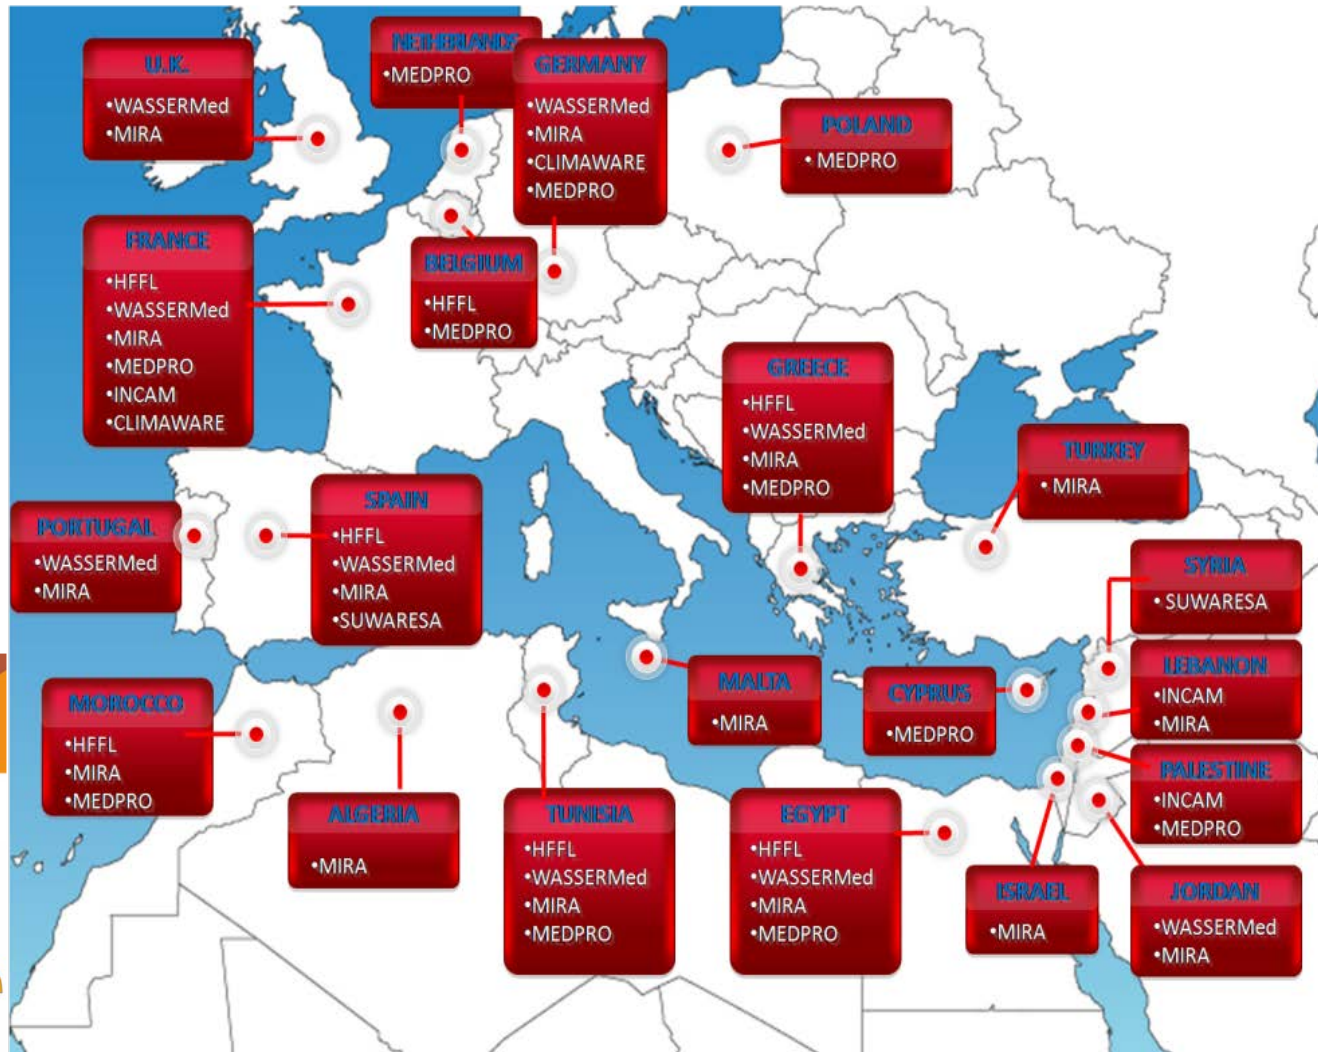 U.K.
•WASSERMed
•MIRA
NETHERLANDS
•MEDPRO
GERMANY
•WASSERMed
•MIRA
•CLIMAWARE
•MEDPRO
POLAND
• MEDPRO
FRANCE
•HFFL
•WASSERMed
•MIRA
•MEDPRO
•INCAM
•CLIMAWARE
BELGIUM
•HFFL
•MEDPRO
GREECE
•HFFL
•WASSERMed
•MIRA
•MEDPRO
TURKEY
• MIRA
PORTUGAL
•WASSERMed
•MIRA
SPAIN
•HFFL
•WASSERMed
•MIRA
•SUWARESA
SYRIA
• SUWARESA
LEBANON
•INCAM
•MIRA
MOROCCO
•HFFL
•MIRA
•MEDPRO
MALTA
•MIRA
CYPRUS
•MEDPRO
PALESTINE
•INCAM
•MEDPRO
ALGERIA
•MIRA
TUNISIA
•HFFL
•WASSERMed
•MIRA
•MEDPRO
EGYPT
•HFFL
•WASSERMed
•MIRA
•MEDPRO
ISRAEL
•MIRA
JORDAN
•WASSERMed
•MIRA